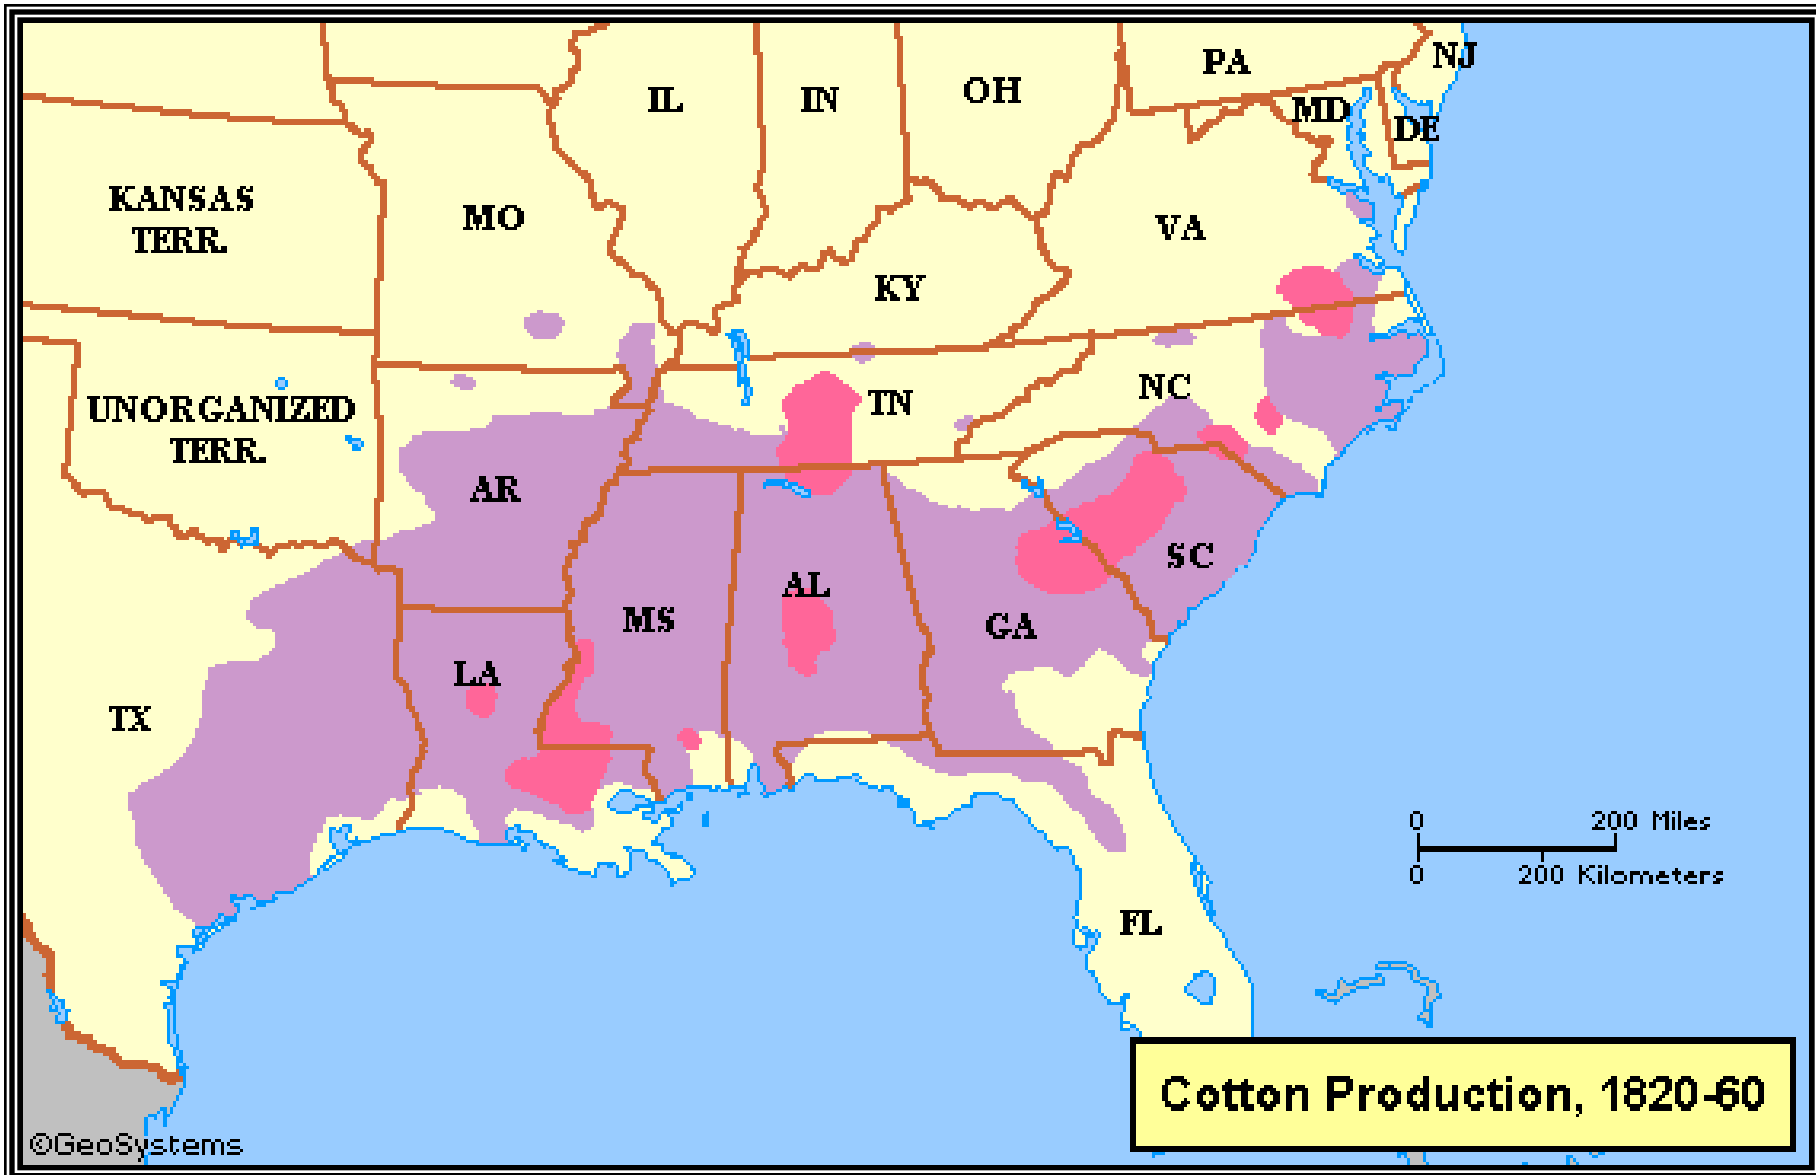 PA
NJ
IL
IN
OH
MD
DE
KANSAS
TERR.
MO
VA
KY
UNORGANIZED
TERR.
TN
NC
AR
SC
AL
MS
GA
LA
TX
0 200 Miles
0 200 Kilometers
FL
Cotton Production, 1820-60
©GeoSystems